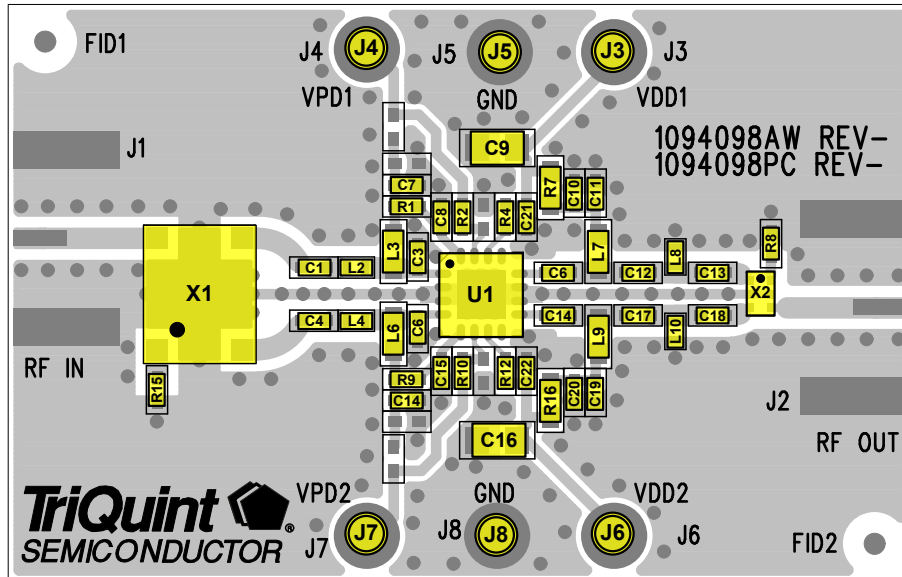 FID1
J4
J4
J5
J5
J3
J3
VPD1
GND
VDD1
J1
C9
1094098AW REV-
1094098PC REV-
C7
R1
C8
R2
R4
C21
R7
C10
C11
L3
C3
L7
L8
R8
C1
L2
C6
C12
C13
X1
U1
X2
C4
L4
L6
C6
C14
C17
C18
L9
L10
RF IN
R15
R9
C14
C15
R10
R12
C22
R16
C20
C19
J2
C16
RF OUT
TriQuint
SEMICONDUCTOR
®
VPD2
GND
VDD2
J7
J7
J8
J8
J6
J6
FID2